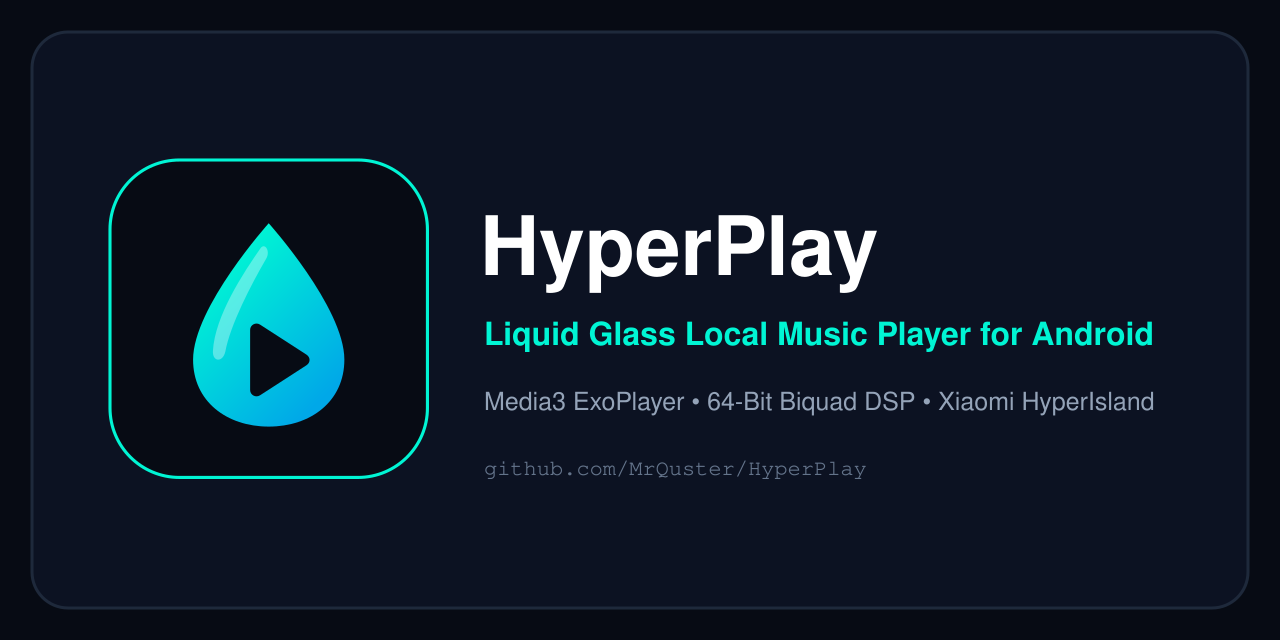 HyperPlay
Liquid Glass Local Music Player for Android
Media3 ExoPlayer • 64-Bit Biquad DSP • Xiaomi HyperIsland
github.com/MrQuster/HyperPlay